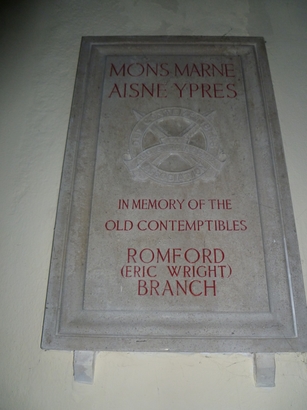 MONS·MARNE
AISNE·YPRES
IN MEMORY OF THE
OLD CONTEMPTIBLES
ROMFORD
(ERIC WRIGHT)
BRANCH